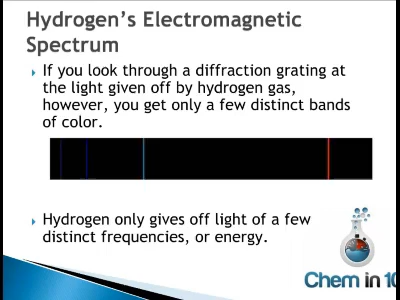 Hydrogen's Electromagnetic
Spectrum
If you look through a diffraction grating at
the light given off by hydrogen gas,
however, you get only a few distinct bands
of color.
Hydrogen only gives off light of a few
distinct frequencies, or energy.
Chem in 10